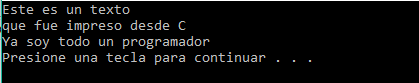 Este es un texto
que fue impreso desde C
Ya soy todo un programador
Presione una tecla para continuar . . .